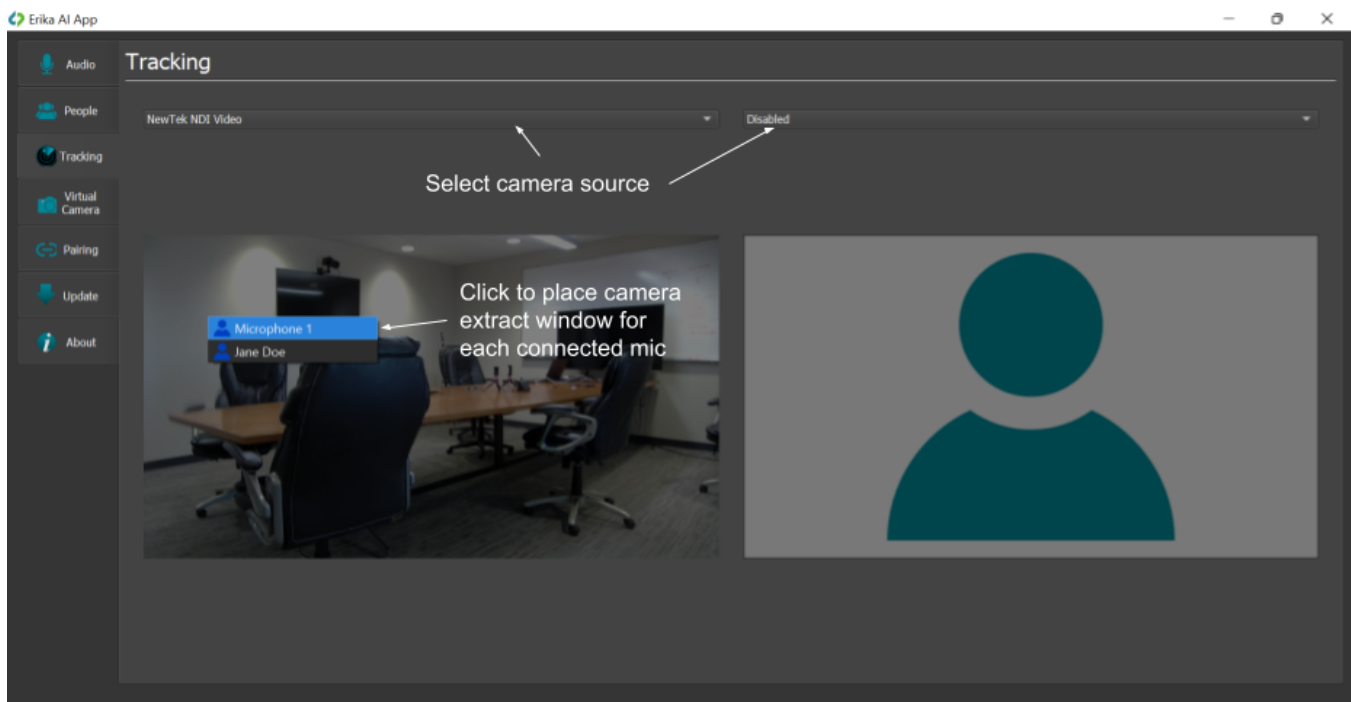 Erika AI App
Audio
People
Tracking
Virtual
Camera
Pairing
Update
About
Tracking
NewTek NDI Video
Disabled
Select camera source
Click to place camera
extract window for
each connected mic
Microphone 1
Jane Doe